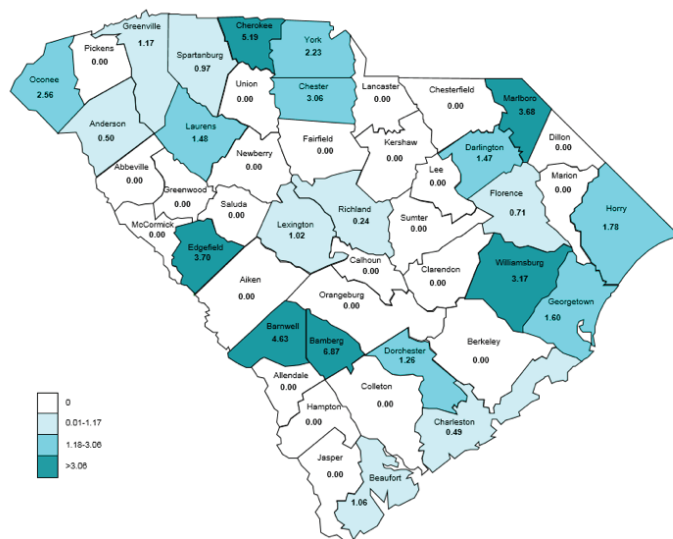 Greenville
1.17
Cherokee
5.19
York
2.23
Pickens
0.00
Spartanburg
0.97
Oconee
2.56
Union
0.00
Chester
3.06
Lancaster
0.00
Chesterfield
0.00
Marlboro
3.68
Anderson
0.50
Laurens
1.48
Fairfield
0.00
Kershaw
0.00
Darlington
1.47
Dillon
0.00
Abbeville
0.00
Newberry
0.00
Lee
0.00
Marion
0.00
Greenwood
0.00
Saluda
0.00
Richland
0.24
Florence
0.71
McCormick
0.00
Lexington
1.02
Sumter
0.00
Horry
1.78
Edgefield
3.70
Calhoun
0.00
Clarendon
0.00
Williamsburg
3.17
Aiken
0.00
Orangeburg
0.00
Georgetown
1.60
Barnwell
4.63
Bamberg
6.87
Dorchester
1.26
Berkeley
0.00
Allendale
0.00
Colleton
0.00
Hampton
0.00
Charleston
0.49
Jasper
0.00
Beaufort
1.06
0
0.01-1.17
1.18-3.06
>3.06